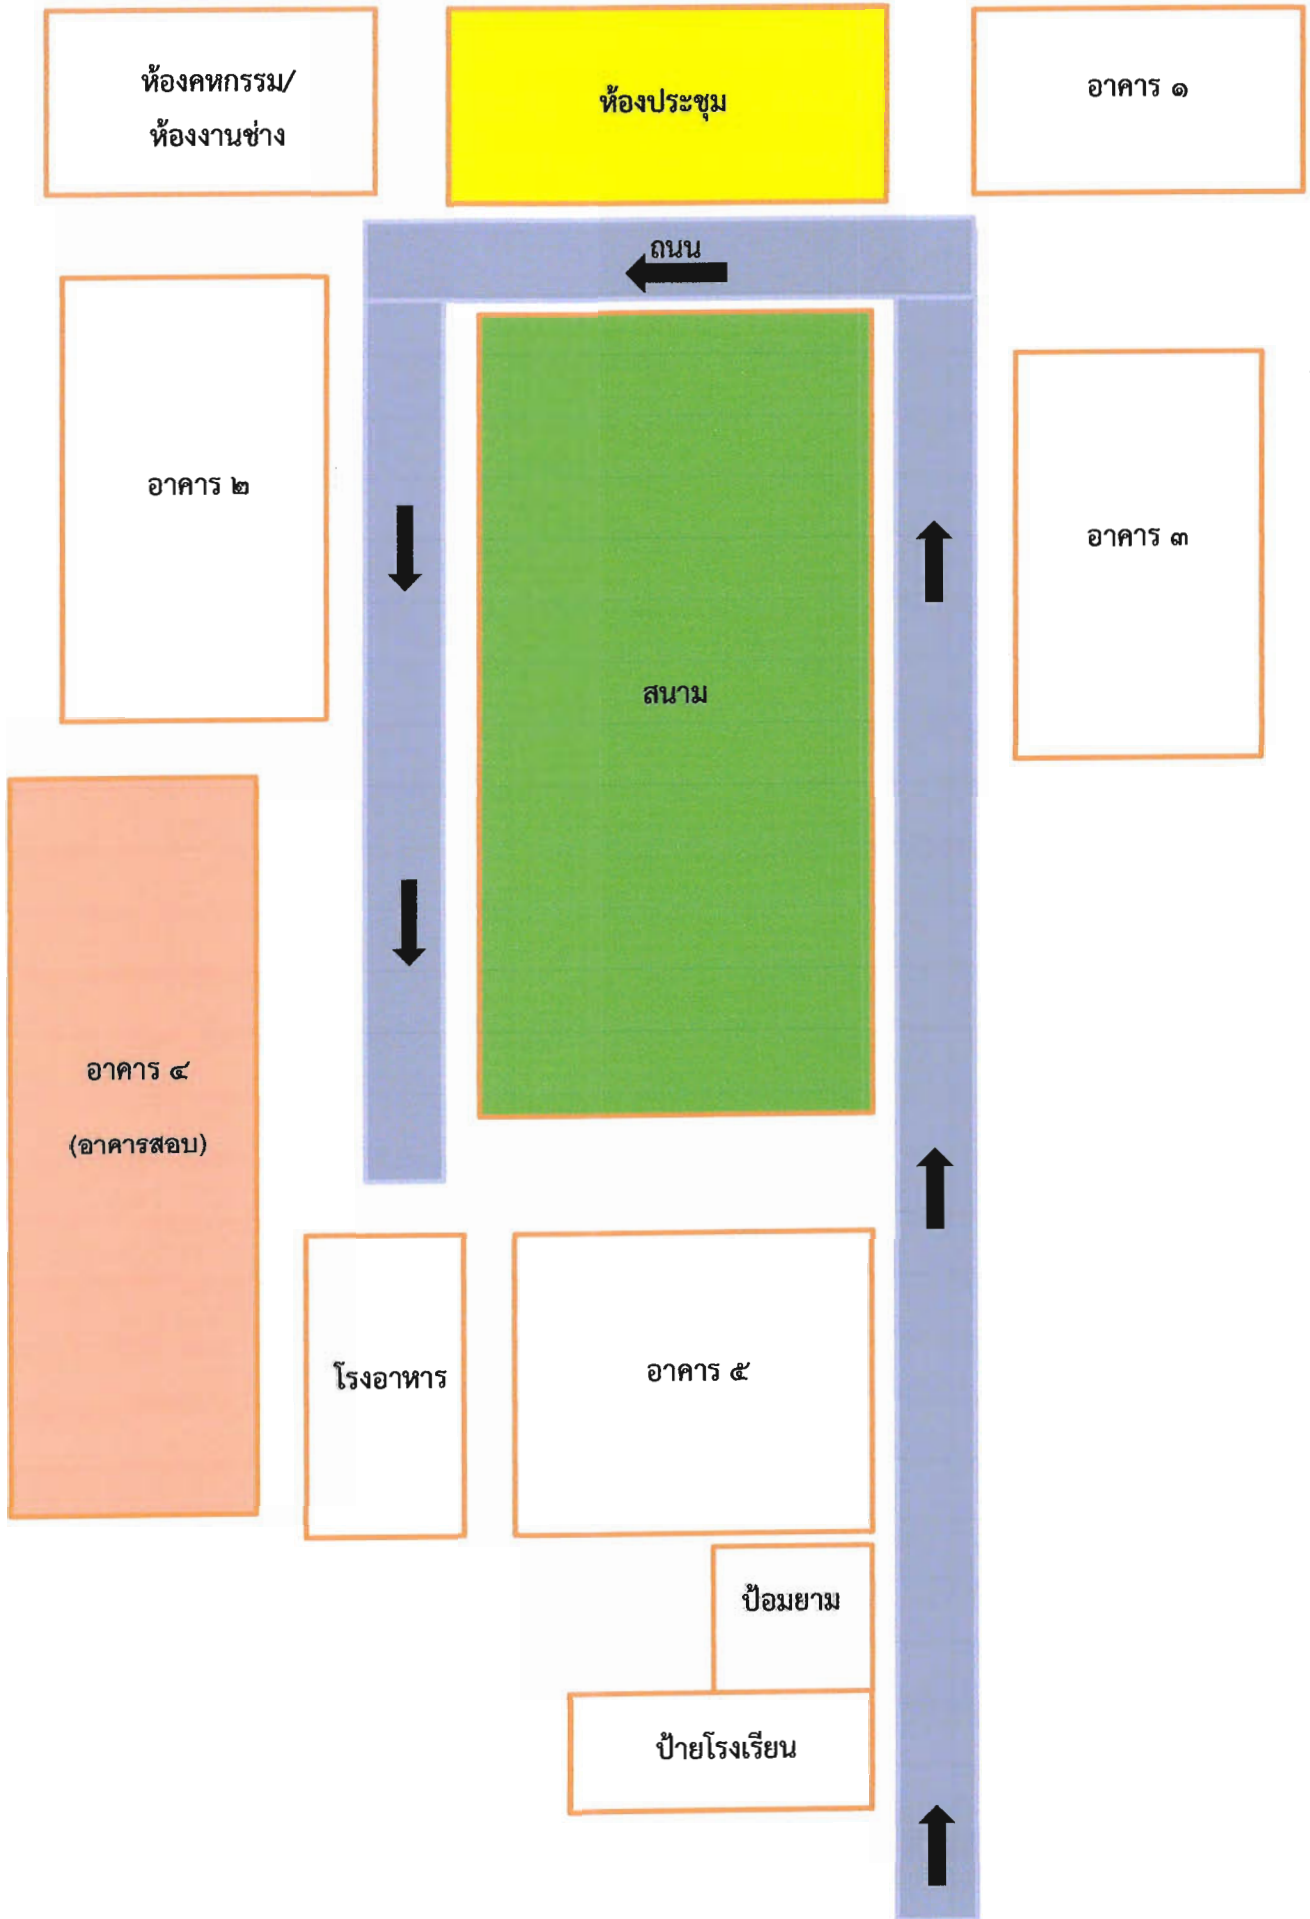 ห้องคหกรรม/
ห้องงานช่าง
ห้องประชุม
อาคาร ๑
ถนน
อาคาร ๒
อาคาร ๓
สนาม
อาคาร ๔
(อาคารสอบ)
โรงอาหาร
อาคาร ๕
ป้อมยาม
ป้ายโรงเรียน